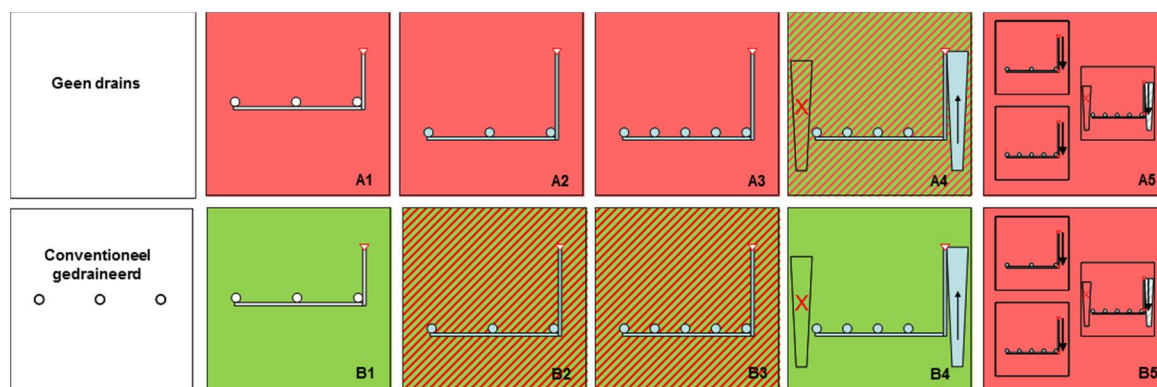 Geen drains
A1
A2
A3
X
A4
A5
Conventioneel
gedraineerd
B1
B2
B3
X
B4
B5